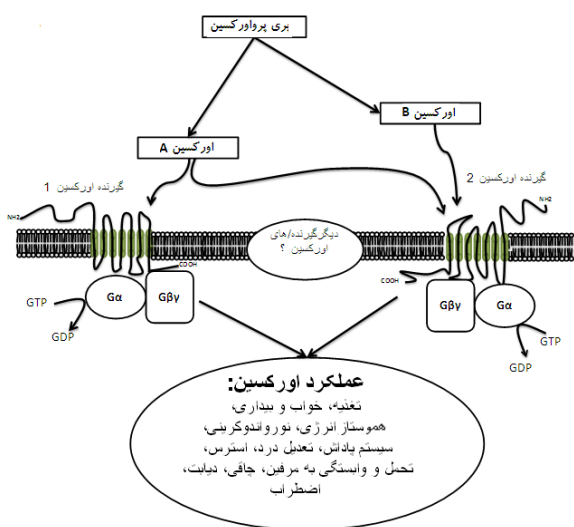 بری پرواورکسین
اورکسین B
اورکسین A
گیرنده اورکسین 1
گیرنده اورکسین 2
NH2
NH2
دیگرگیرنده/های
اورکسین ؟
COOH
COOH
Gα
Gβγ
Gβγ
Gα
GTP
GDP
GTP
GDP
عملکرد اورکسین:
تغذیه، خواب و بیداری،
هموستاز انرژی، نورواندوکرینی،
سیستم پاداش، تعدیل درد، استرس،
تحمل و وابستگی به مرفین، چاقی، دیابت،
اضطراب